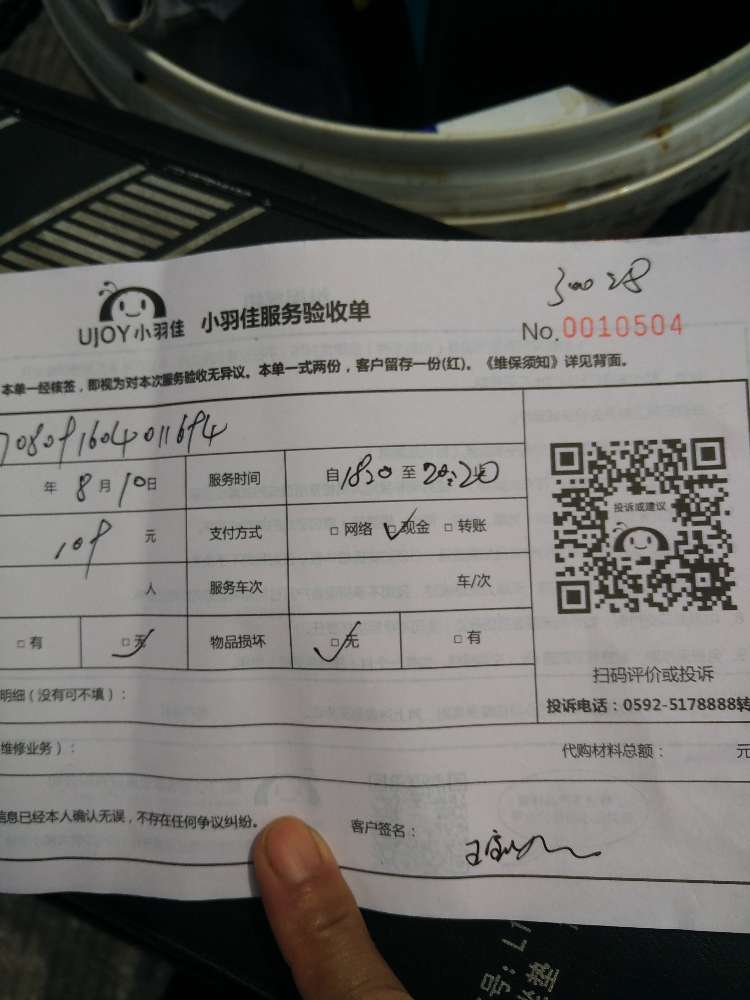 30028
UJOY小羽佳 小羽佳服务验收单 No.0010504
本单一经核签,即视为对本次服务验收无异议。本单一式两份,客户留存一份(红)。《维保须知》详见背面。
708091604011694
年 8 月 10 日 服务时间 自 1820 至 20:20 止
109 元 支付方式 □ 网络 □ 现金 □ 转账
人 服务车次 车/次
□ 有 □ 无 物品损坏 □ 无 □ 有
投诉或建议
扫码评价或投诉
投诉电话:0592-5178888转
明细(没有可不填):
维修业务): 代购材料总额: 元
信息已经本人确认无误,不存在任何争议纠纷。 客户签名:
号:L1
垫